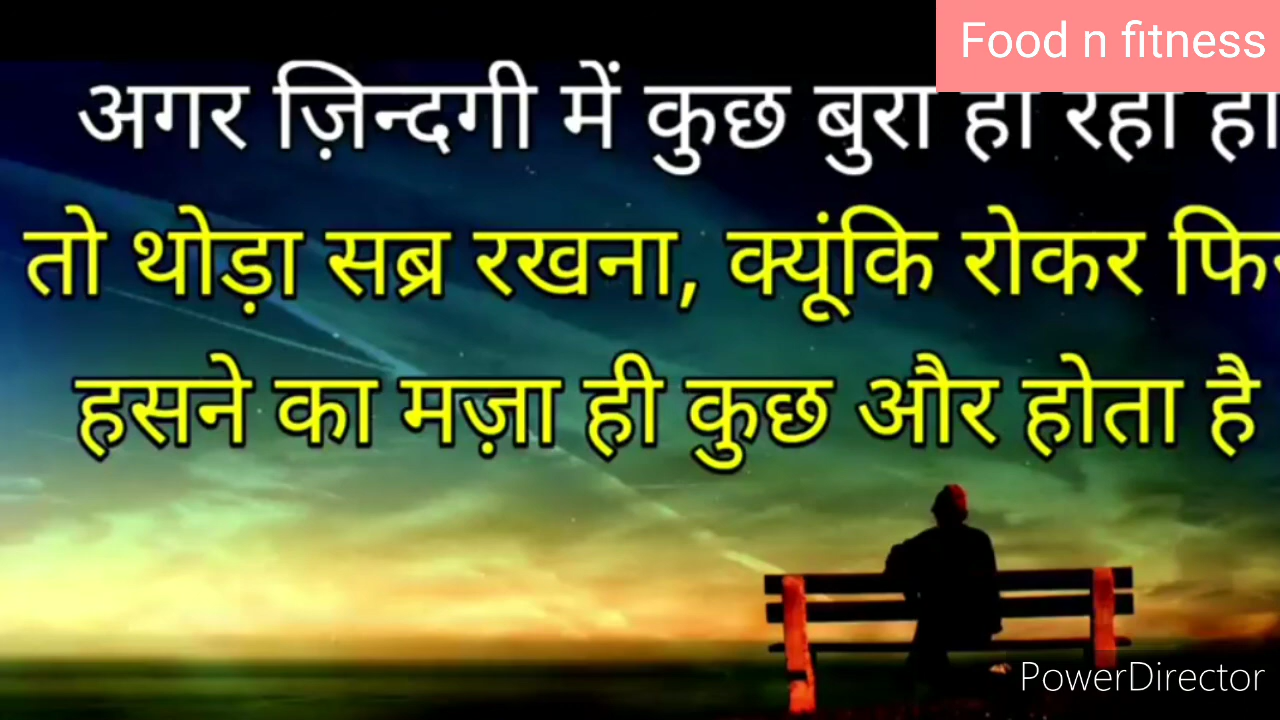 Food n fitness
अगर ज़िन्दगी में कुछ बुरा हो रहा हो
तो थोड़ा सब्र रखना, क्यूंकि रोकर
हसने का मज़ा ही कुछ और होता है
PowerDirector